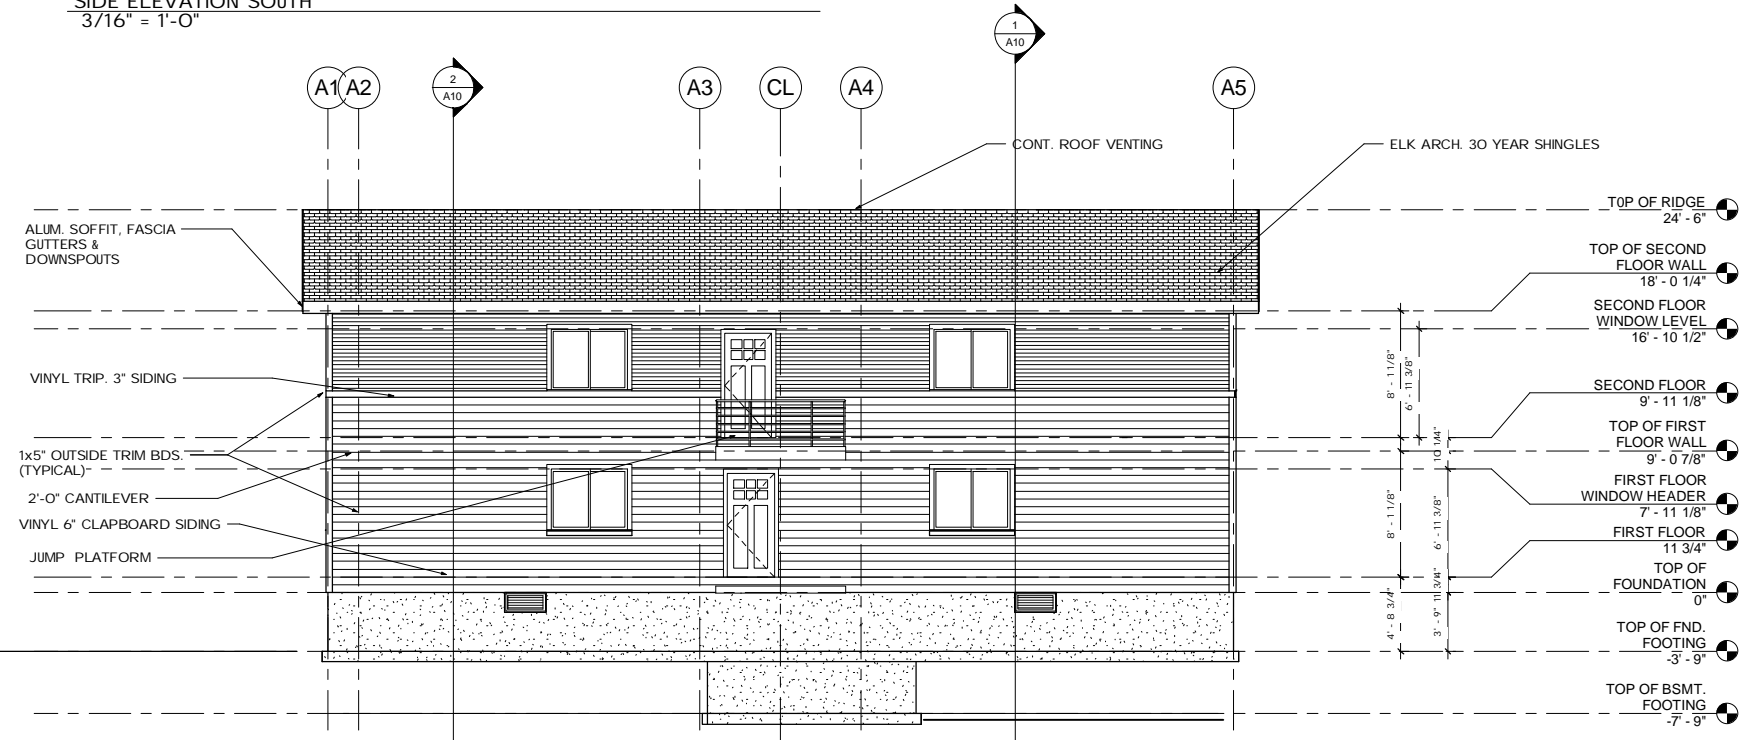 SIDE ELEVATION SOUTH
3/16" = 1'-0"
1
A10
A1
A2
2
A10
A3
CL
A4
A5
CONT. ROOF VENTING
ELK ARCH. 30 YEAR SHINGLES
ALUM. SOFFIT, FASCIA
GUTTERS &
DOWNSPOUTS
VINYL TRIP. 3" SIDING
1x5" OUTSIDE TRIM BDS.
(TYPICAL)
2'-0" CANTILEVER
VINYL 6" CLAPBOARD SIDING
JUMP PLATFORM
8' - 11/8"
6' - 11 3/8"
10 1/4"
8' - 11/8"
6' - 11 3/8"
11 3/4"
4' - 8 3/4"
3' - 9"
TOP OF RIDGE
24' - 6"
TOP OF SECOND
FLOOR WALL
18' - 0 1/4"
SECOND FLOOR
WINDOW LEVEL
16' - 10 1/2"
SECOND FLOOR
9' - 11 1/8"
TOP OF FIRST
FLOOR WALL
9' - 0 7/8"
FIRST FLOOR
WINDOW HEADER
7' - 11 1/8"
FIRST FLOOR
11 3/4"
TOP OF
FOUNDATION
0"
TOP OF FND.
FOOTING
-3' - 9"
TOP OF BSMT.
FOOTING
-7' - 9"